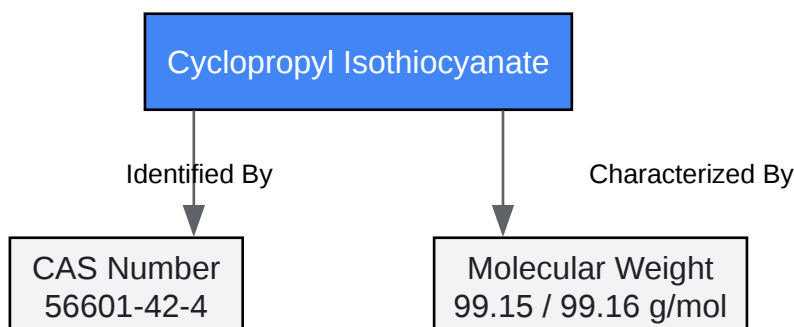 Cyclopropyl Isothiocyanate
Identified By
Characterized By
CAS Number
56601-42-4
Molecular Weight
99.15 / 99.16 g/mol